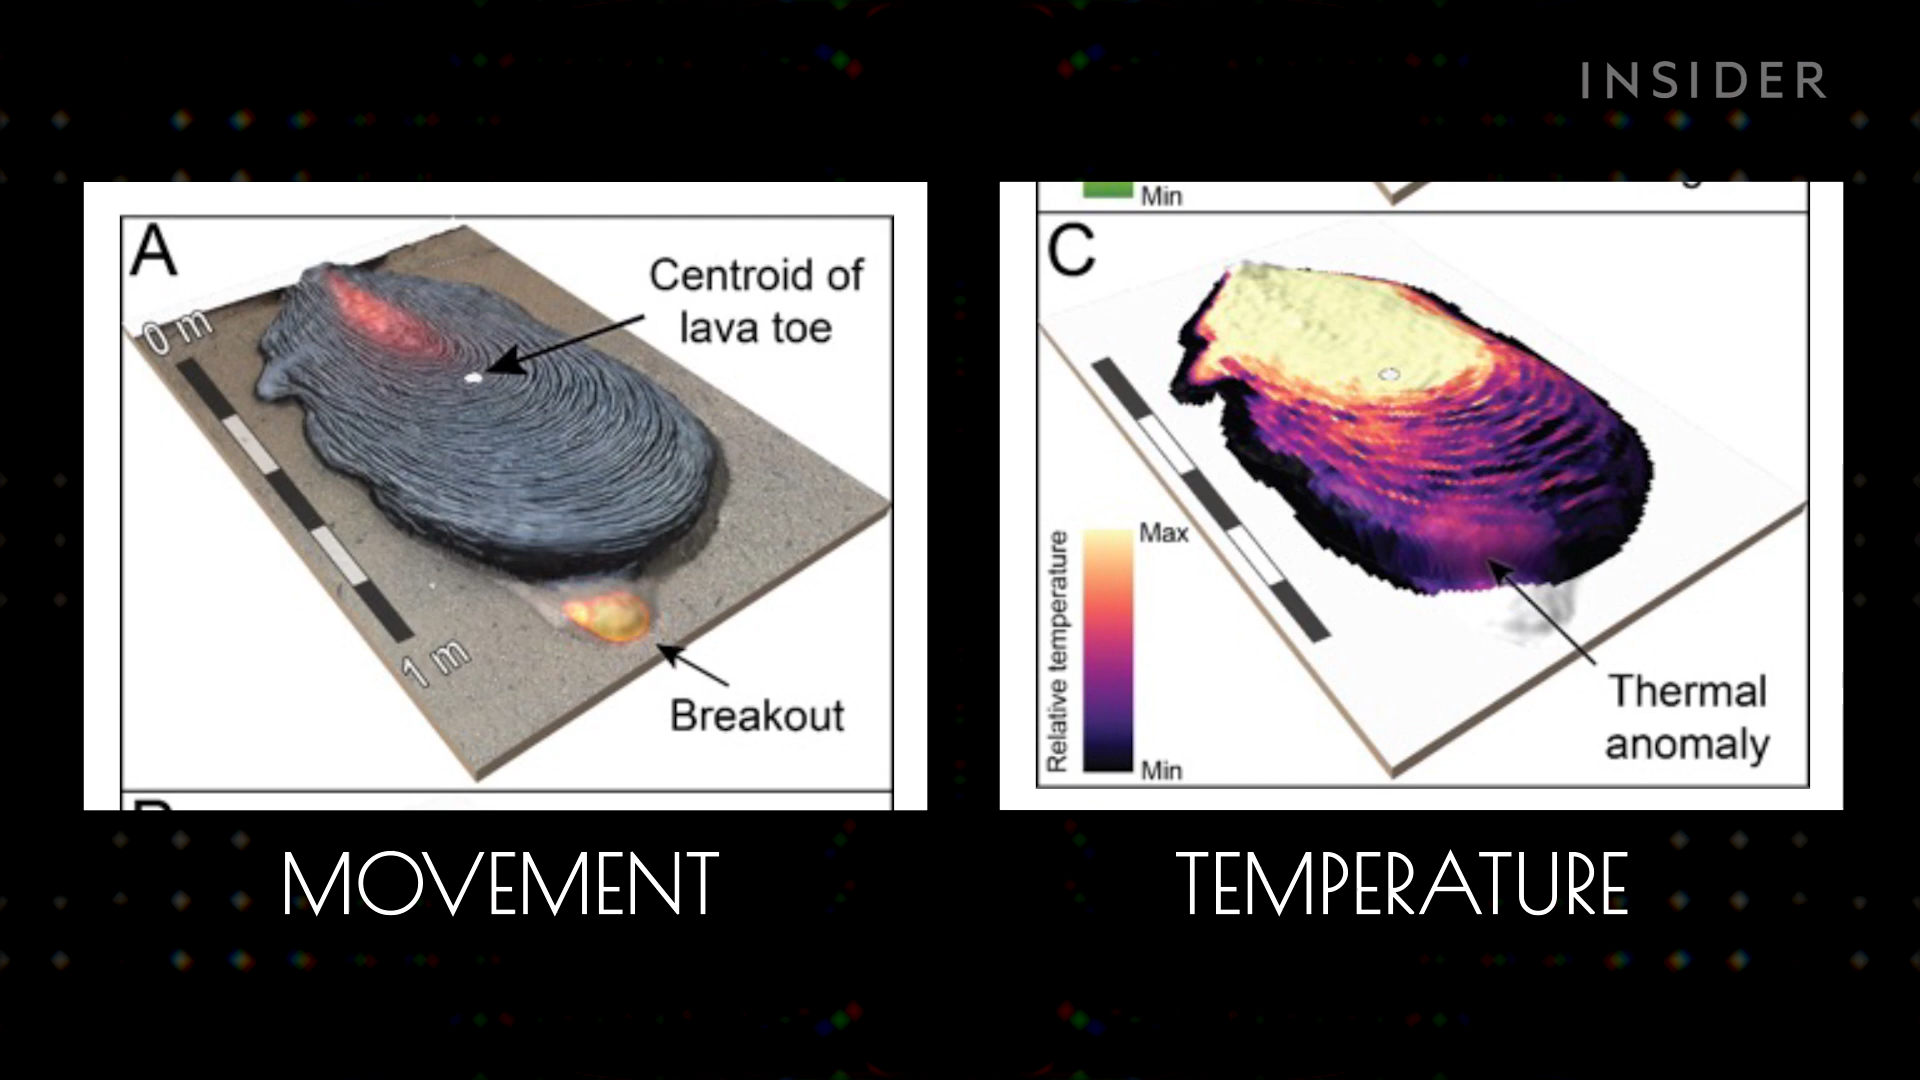 INSIDER
A
Centroid of
lava toe
0 m
1 m
Breakout
MOVEMENT
Min
C
Max
Relative temperature
Min
Thermal
anomaly
TEMPERATURE